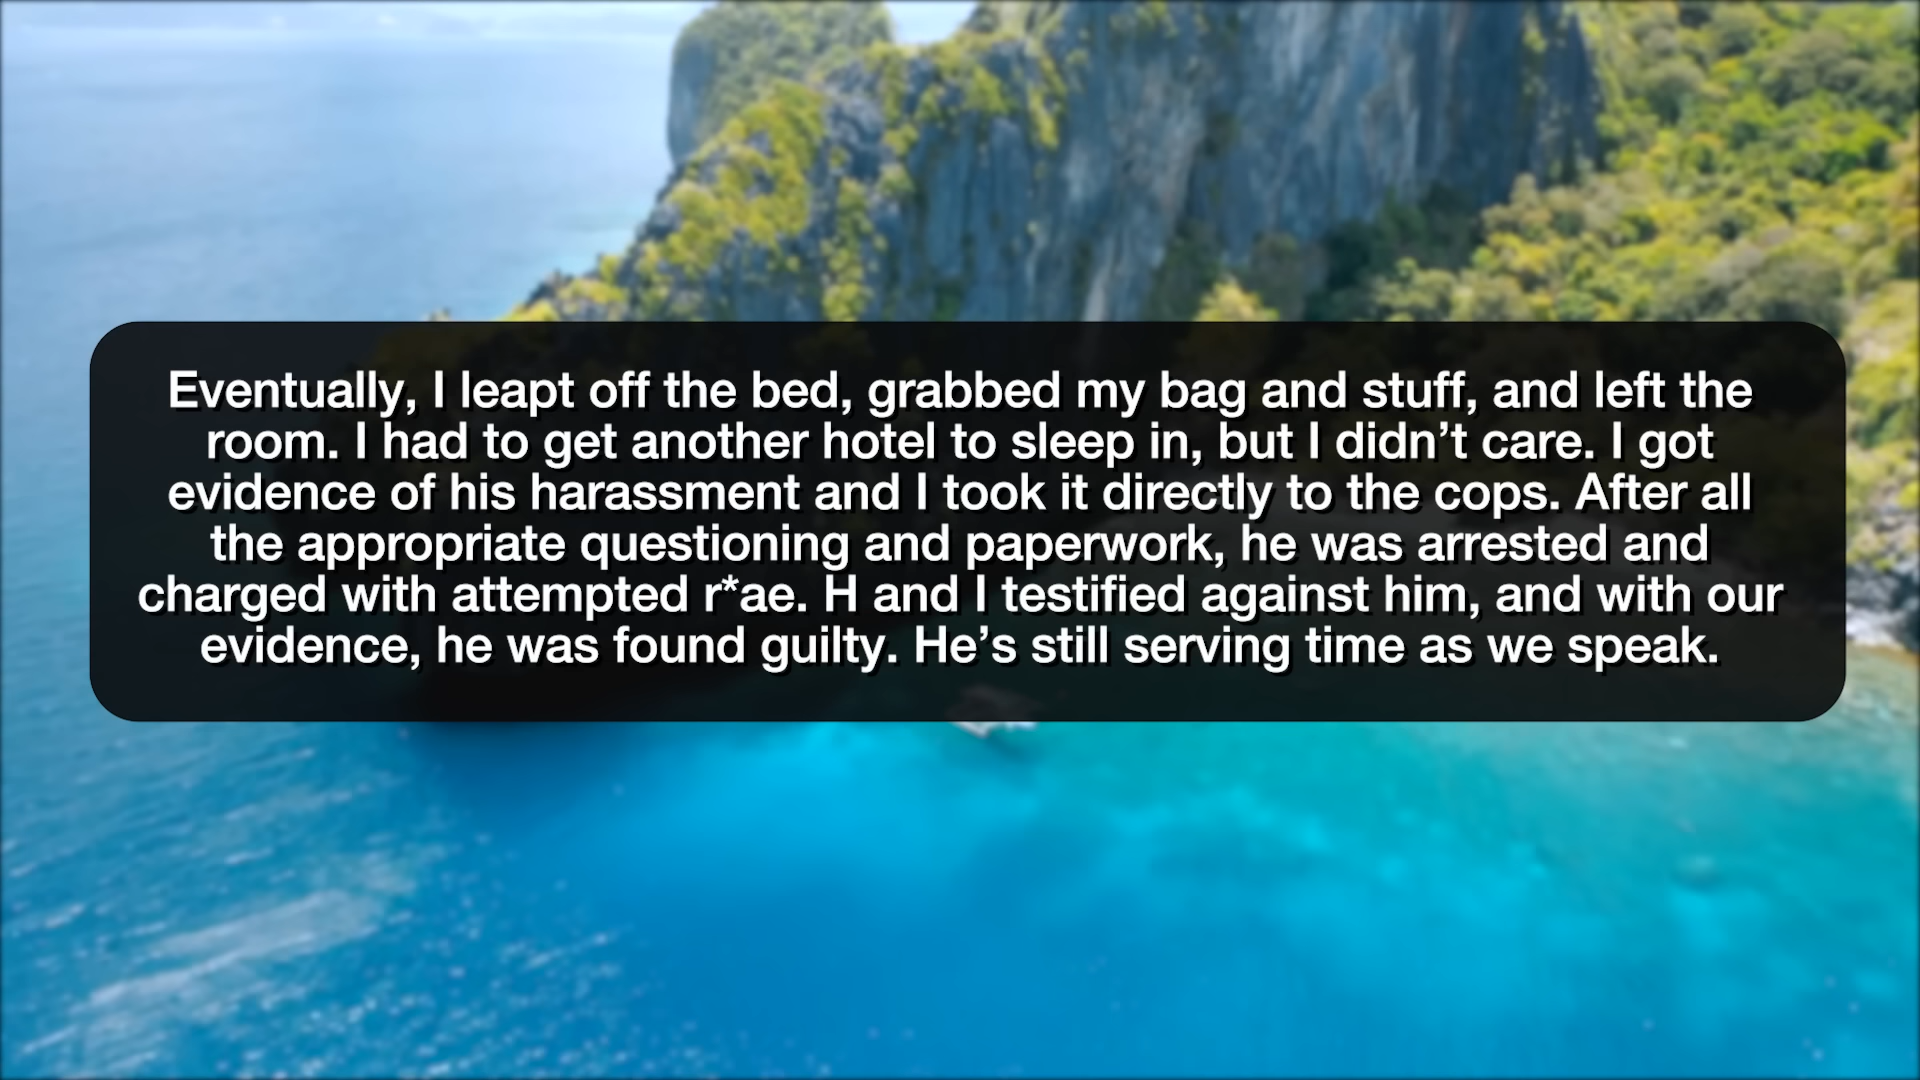 Eventually, I leapt off the bed, grabbed my bag and stuff, and left the
room. I had to get another hotel to sleep in, but I didn’t care. I got
evidence of his harassment and I took it directly to the cops. After all
the appropriate questioning and paperwork, he was arrested and
charged with attempted r*ae. H and I testified against him, and with our
evidence, he was found guilty. He’s still serving time as we speak.